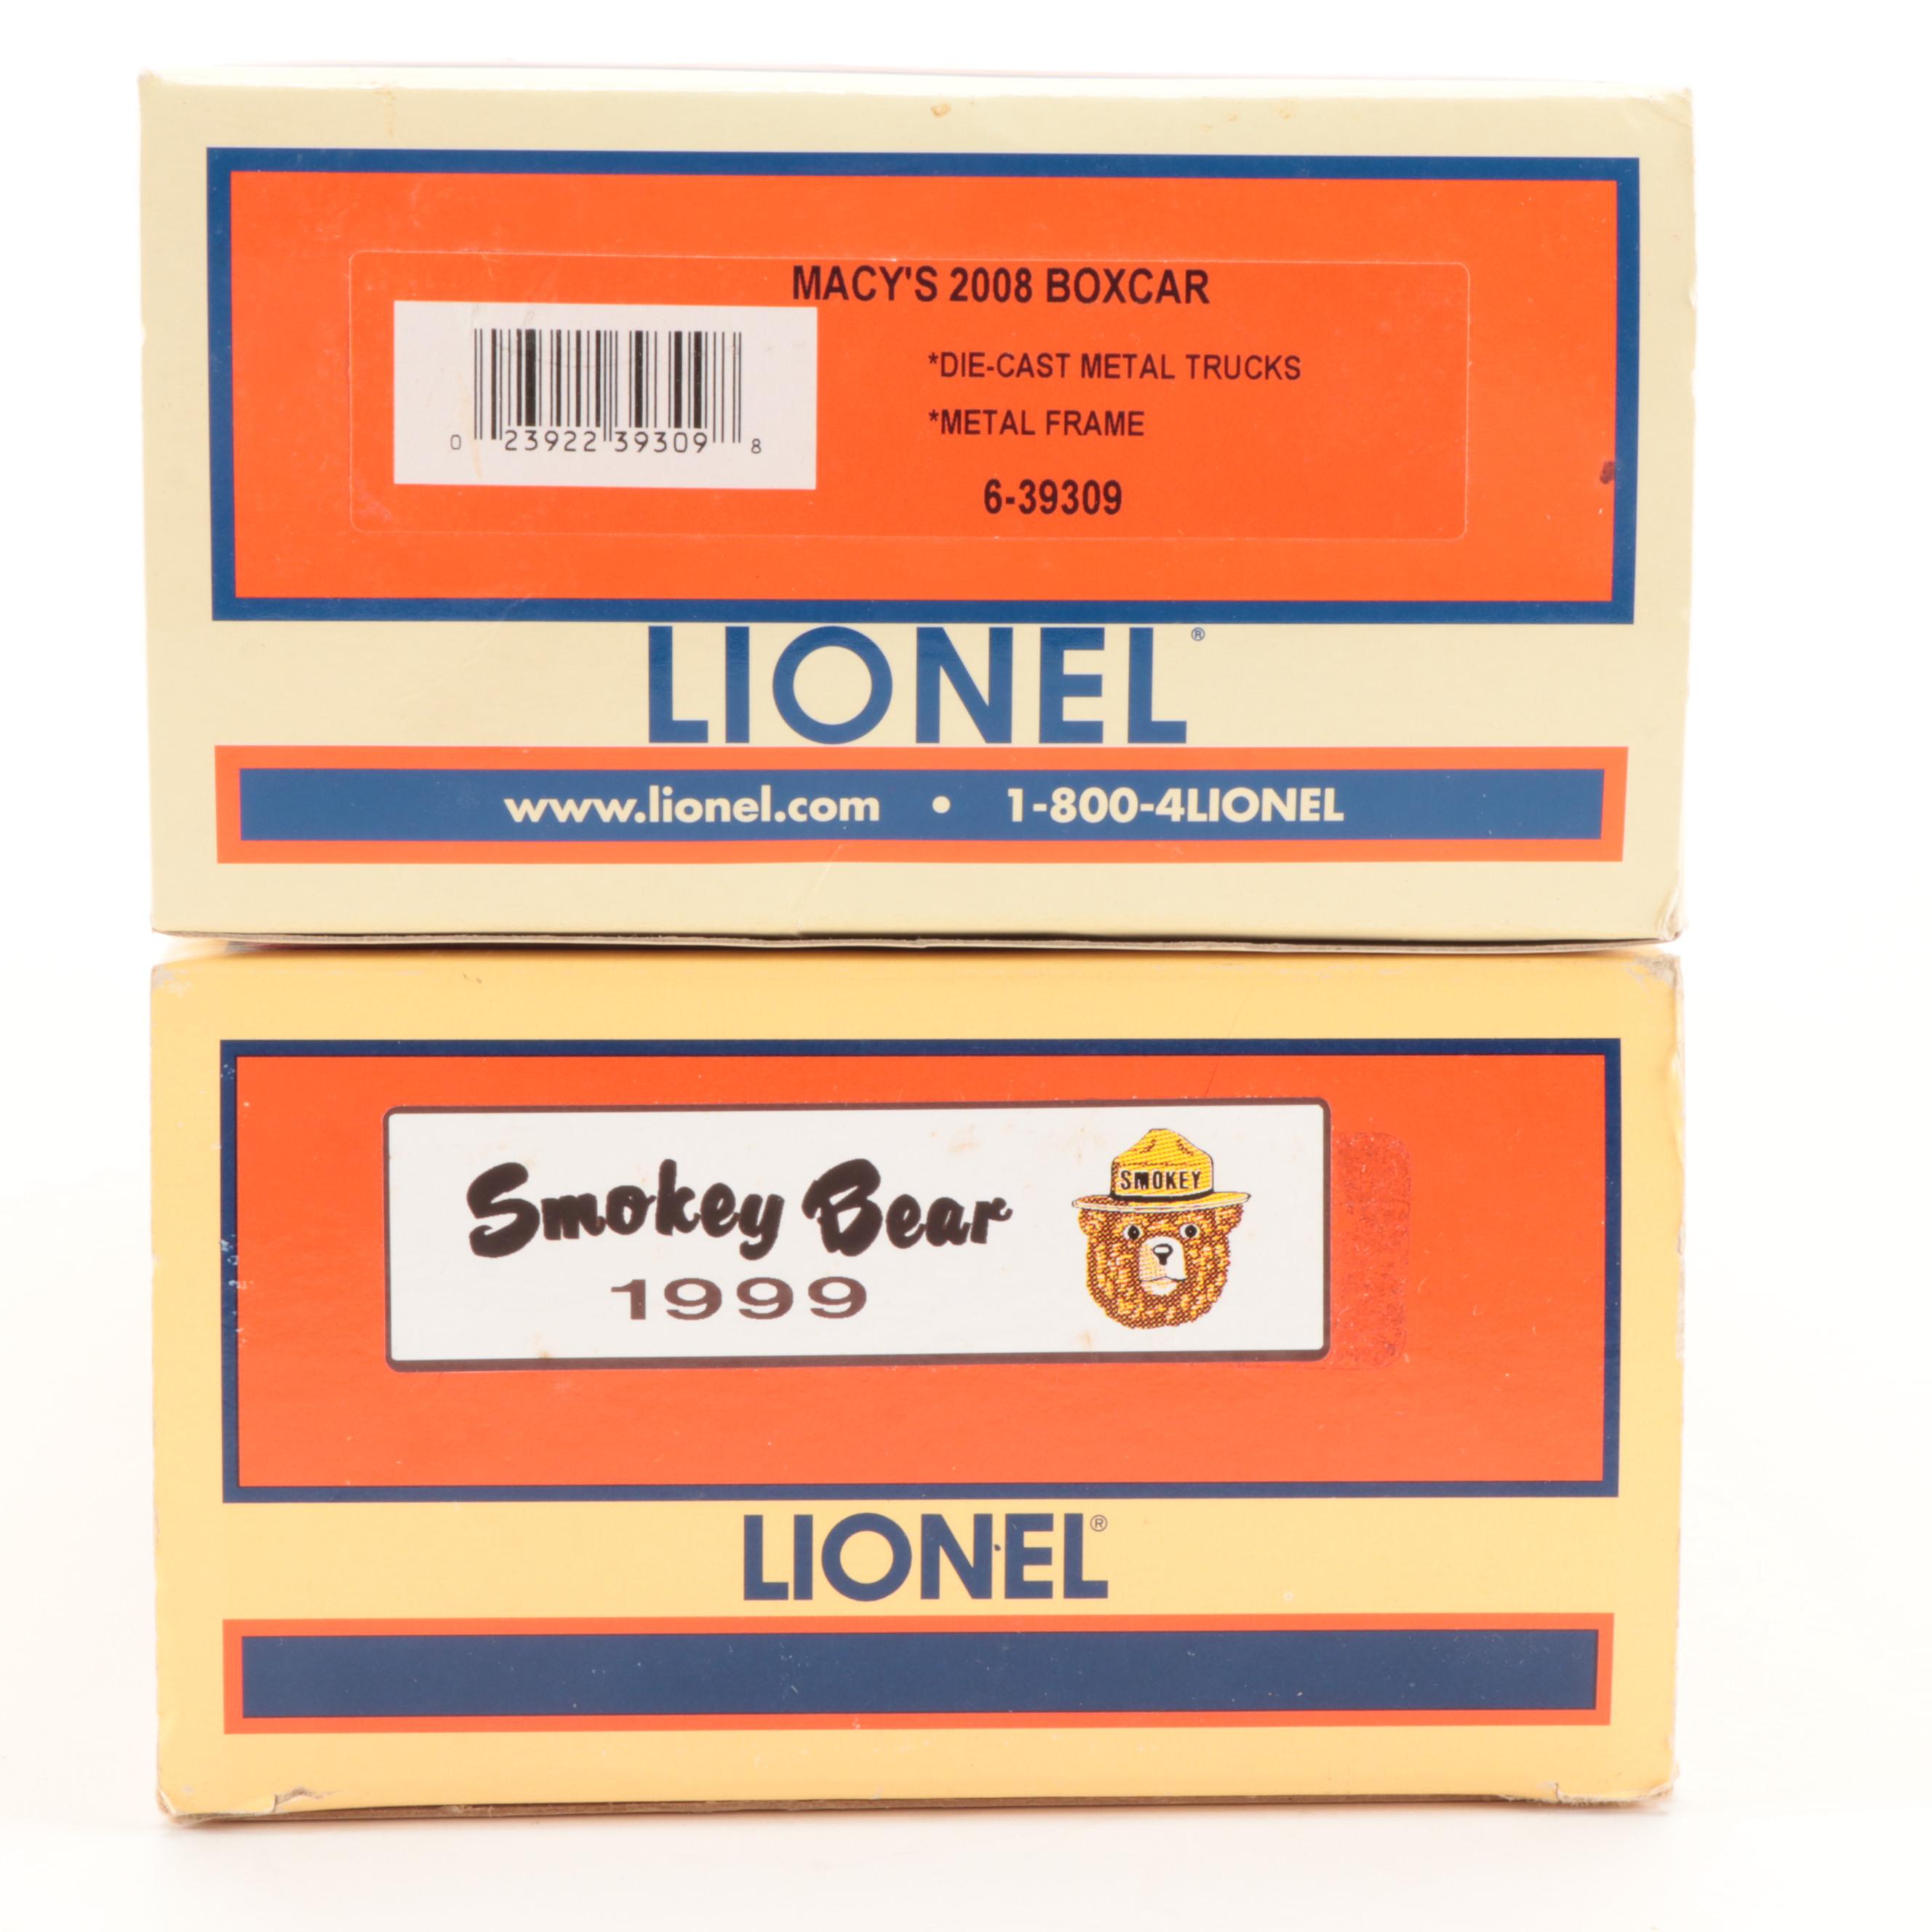 MACY'S 2008 BOXCAR
*DIE-CAST METAL TRUCKS
*METAL FRAME
0 23922 39309 8
6-39309
LIONEL®
www.lionel.com • 1-800-4LIONEL
Smokey Bear
1999
SMOKEY
LIONEL®